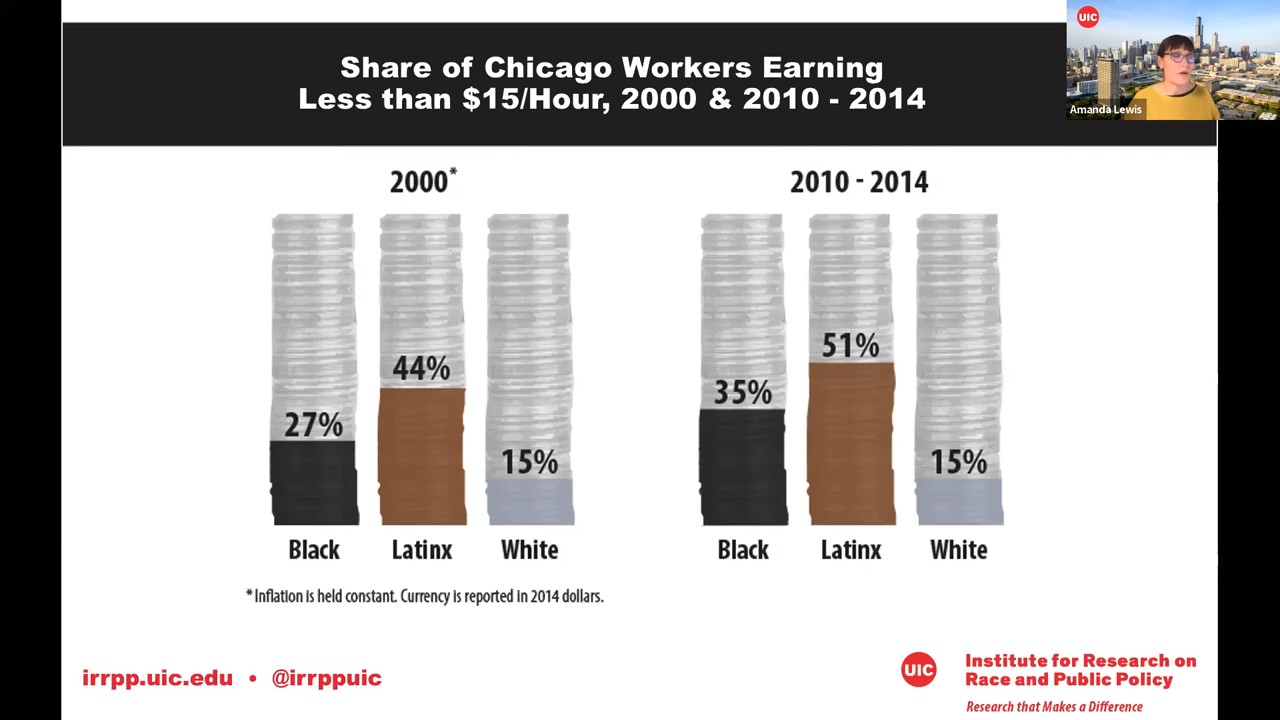 Share of Chicago Workers Earning
Less than $15/Hour, 2000 & 2010 - 2014
UIC
Amanda Lewis
2000*
2010 - 2014
27%
44%
15%
35%
51%
15%
Black
Latinx
White
Black
Latinx
White
* Inflation is held constant. Currency is reported in 2014 dollars.
irrpp.uic.edu • @irrppuic
UIC
Institute for Research on
Race and Public Policy
Research that Makes a Difference